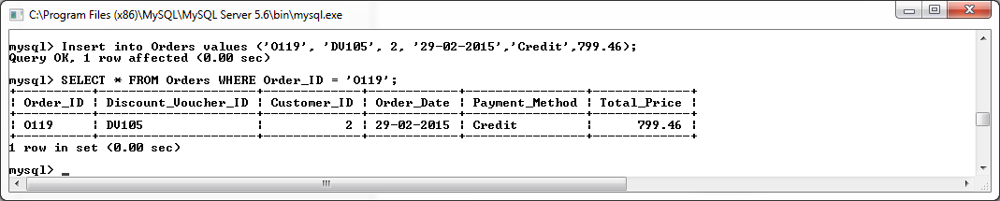 C:\Program Files (x86)\MySQL\MySQL Server 5.6\bin\mysql.exe
mysql> Insert into Orders values ('O119', 'DV105', 2, '29-02-2015','Credit',799.46);
Query OK, 1 row affected (0.00 sec)
mysql> SELECT * FROM Orders WHERE Order_ID = 'O119';
+----------+---------------------+-------------+------------+----------------+-------------+
| Order_ID | Discount_Voucher_ID | Customer_ID | Order_Date | Payment_Method | Total_Price |
+----------+---------------------+-------------+------------+----------------+-------------+
| O119     | DV105               |           2 | 29-02-2015 | Credit         |      799.46 |
+----------+---------------------+-------------+------------+----------------+-------------+
1 row in set (0.00 sec)
mysql> _